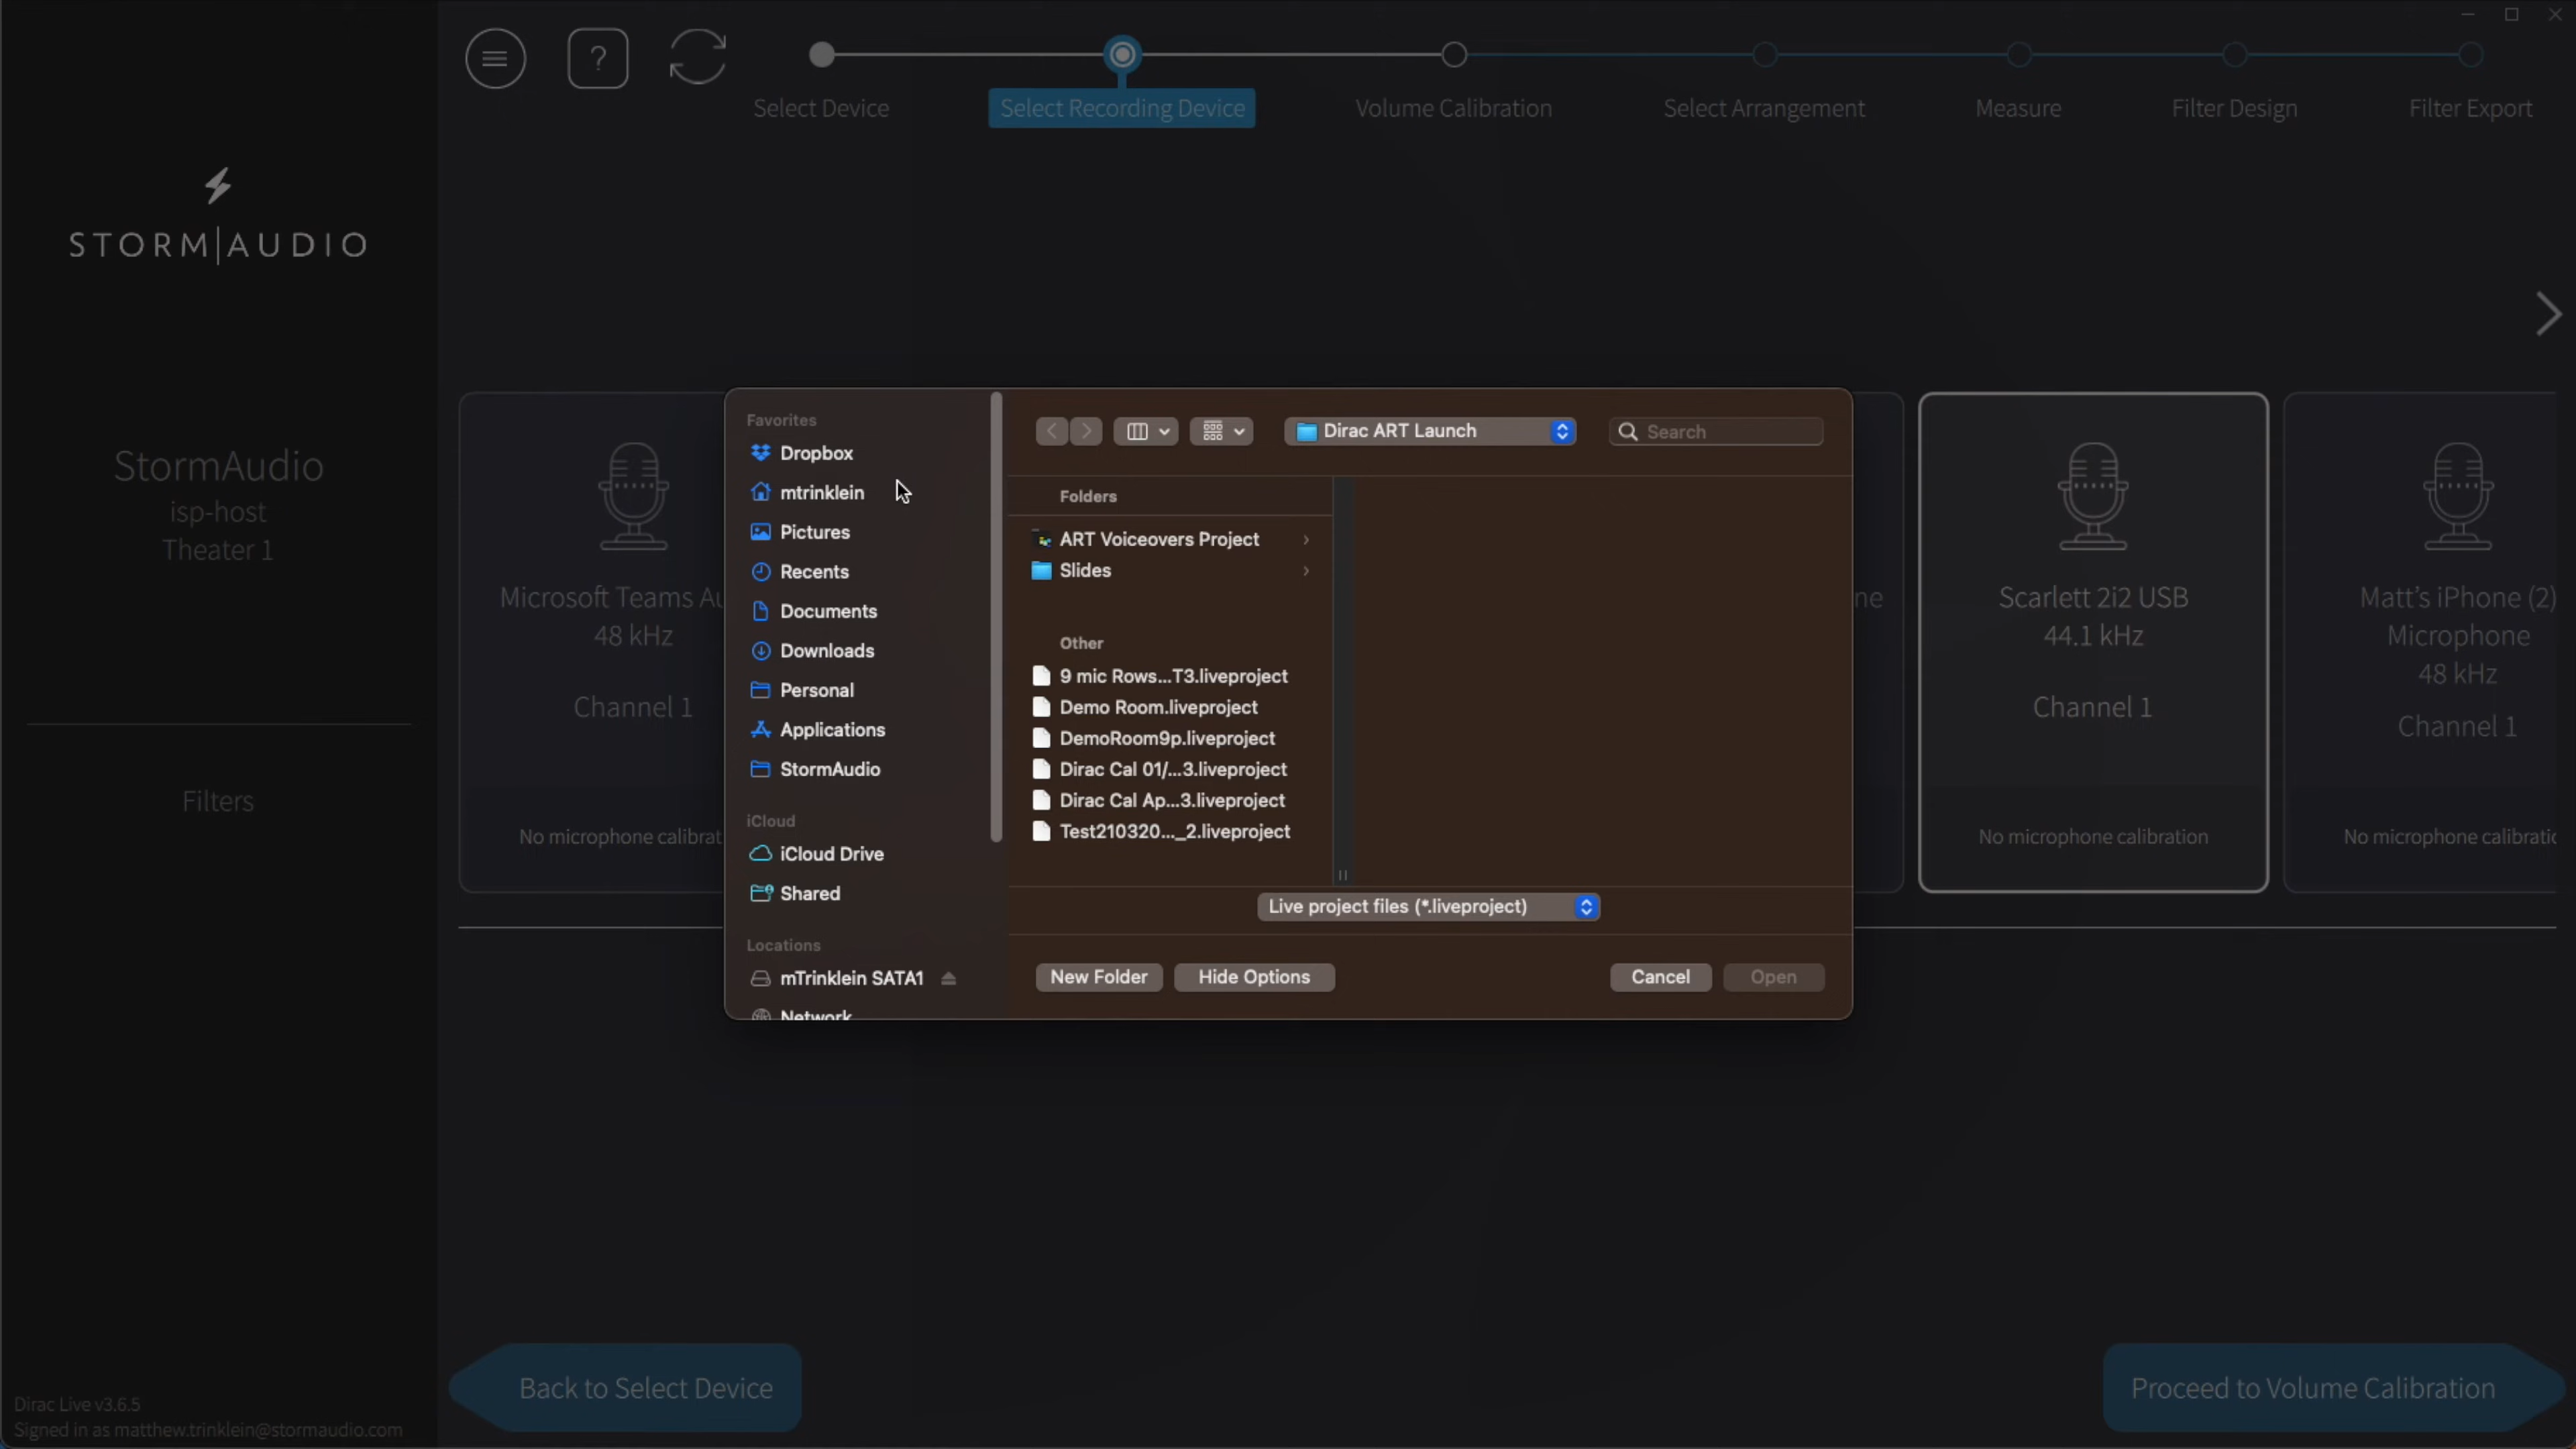 Select Device
Select Recording Device
Volume Calibration
Select Arrangement
Measure
Filter Design
Filter Export
?
STORM|AUDIO
StormAudio
isp-host
Theater 1
Filters
Dirac Live v3.6.5
Signed in as matthew.trinklein@stormaudio.com
Microsoft Teams Au
48 kHz
Channel 1
No microphone calibrat
Favorites
Dropbox
mtrinklein
Pictures
Recents
Documents
Downloads
Personal
Applications
StormAudio
iCloud
iCloud Drive
Shared
Locations
mTrinklein SATA1
Network
Dirac ART Launch
Search
Folders
ART Voiceovers Project
Slides
Other
9 mic Rows...T3.liveproject
Demo Room.liveproject
DemoRoom9p.liveproject
Dirac Cal 01/...3.liveproject
Dirac Cal Ap...3.liveproject
Test210320..._2.liveproject
Live project files (*.liveproject)
New Folder
Hide Options
Cancel
Open
ne
Scarlett 2i2 USB
44.1 kHz
Channel 1
No microphone calibration
Matt's iPhone (2)
Microphone
48 kHz
Channel 1
No microphone calibratic
Back to Select Device
Proceed to Volume Calibration